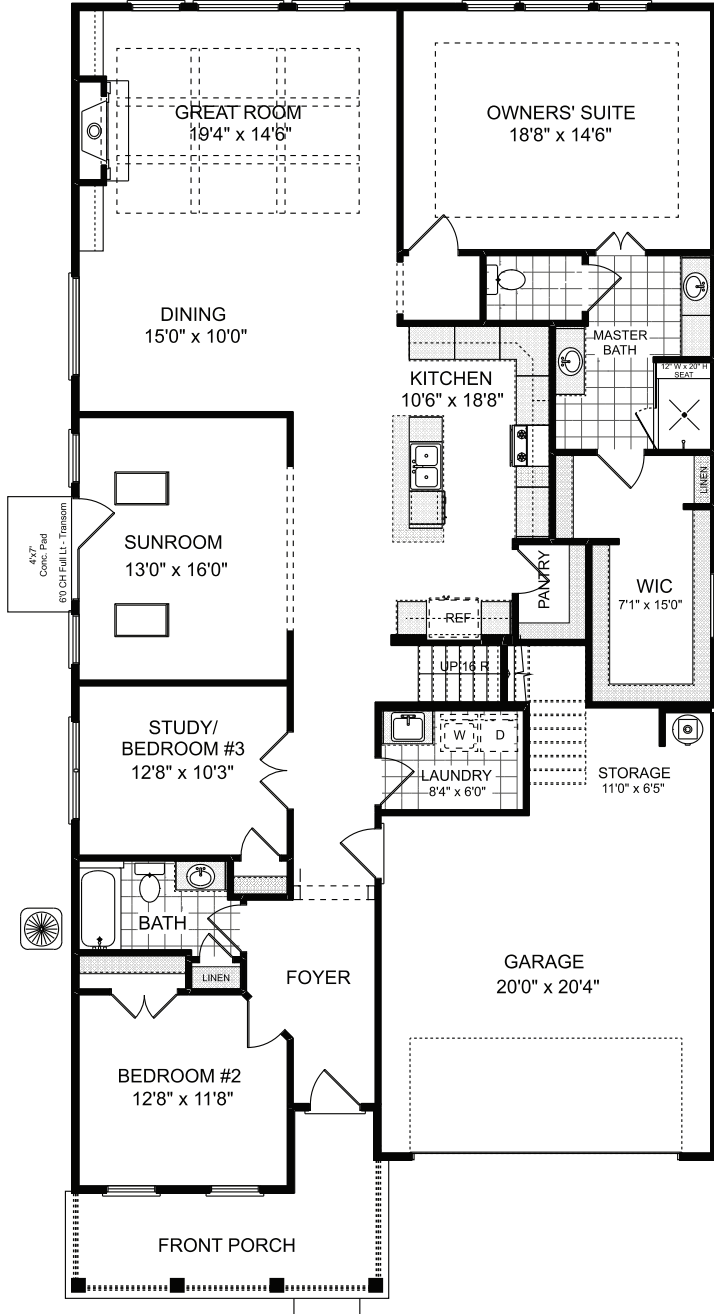 GREAT ROOM
19'4" x 14'6"
OWNERS' SUITE
18'8" x 14'6"
DINING
15'0" x 10'0"
MASTER
BATH
KITCHEN
10'6" x 18'8"
12" W x 20" H
SEAT
LINEN
4'x7'
Conc. Pad
6'0 CH Full Lt - Transom
SUNROOM
13'0" x 16'0"
PANTRY
WIC
7'1" x 15'0"
REF
UP 16 R
STUDY/
BEDROOM #3
12'8" x 10'3"
W
D
LAUNDRY
8'4" x 6'0"
STORAGE
11'0" x 6'5"
BATH
LINEN
FOYER
GARAGE
20'0" x 20'4"
BEDROOM #2
12'8" x 11'8"
FRONT PORCH